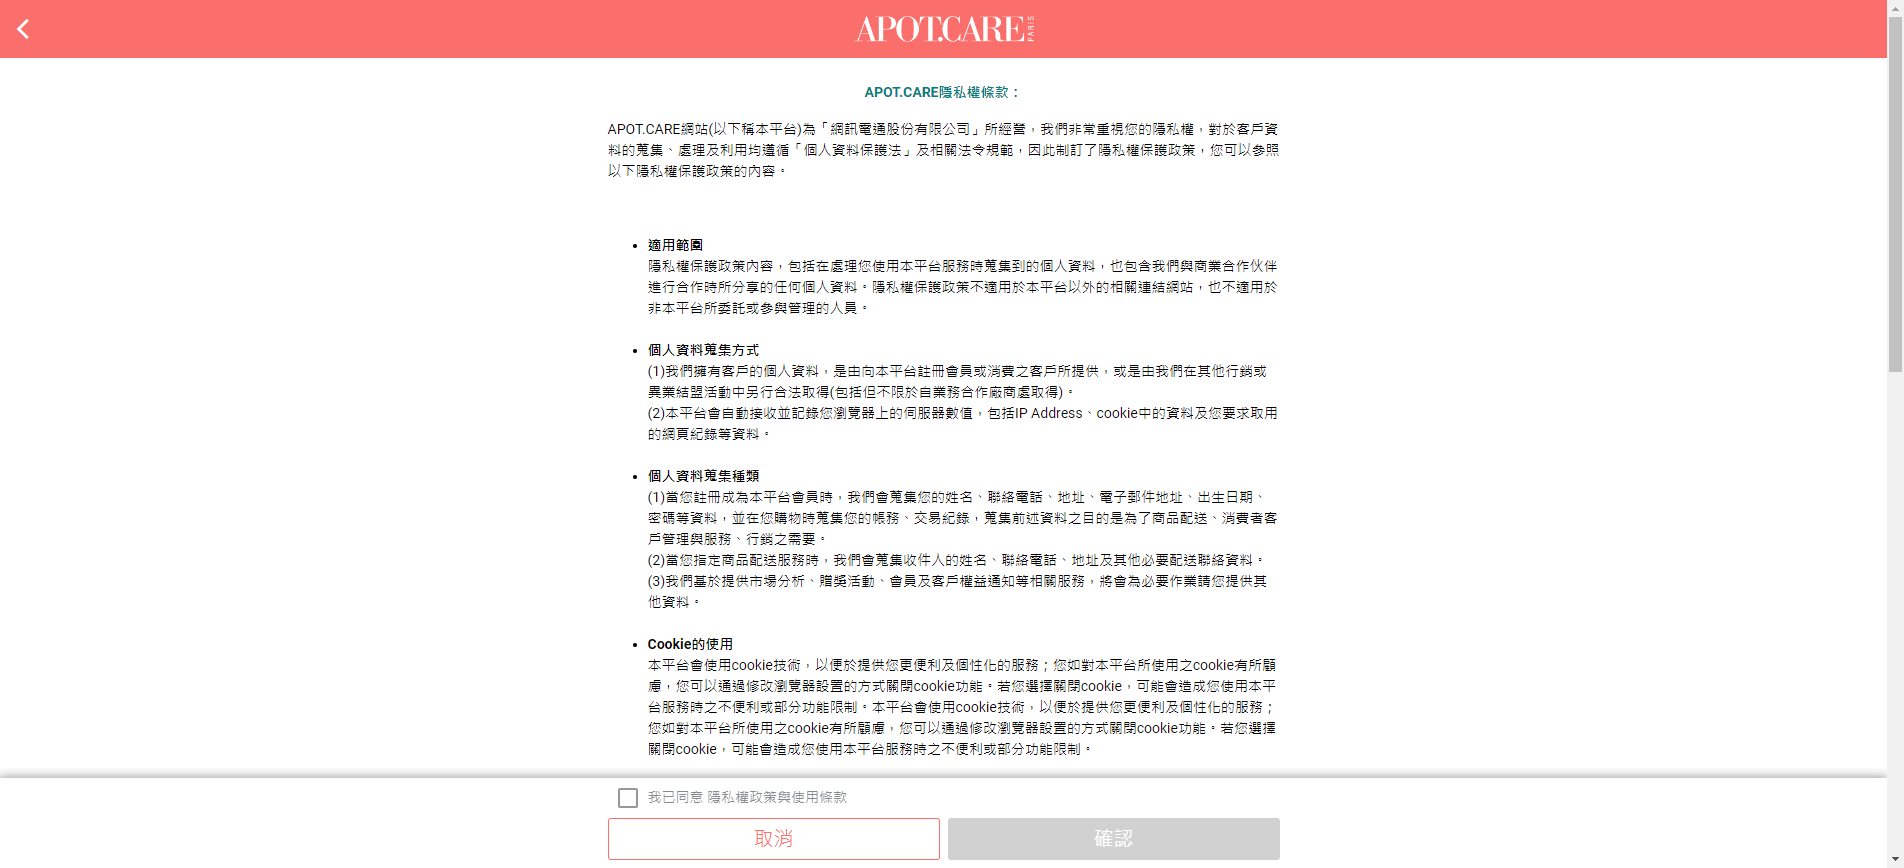 APOT.CARE PARIS
APOT.CARE隱私權條款：
APOT.CARE網站(以下稱本平台)為「網訊電通股份有限公司」所經營，我們非常重視您的隱私權，對於客戶資
料的蒐集、處理及利用均遵循「個人資料保護法」及相關法令規範，因此制訂了隱私權保護政策，您可以參照
以下隱私權保護政策的內容。
• 適用範圍
隱私權保護政策內容，包括在處理您使用本平台服務時蒐集到的個人資料，也包含我們與商業合作伙伴
進行合作時所分享的任何個人資料。隱私權保護政策不適用於本平台以外的相關連結網站，也不適用於
非本平台所委託或參與管理的人員。
• 個人資料蒐集方式
(1)我們擁有客戶的個人資料，是由向本平台註冊會員或消費之客戶所提供，或是由我們在其他行銷或
異業結盟活動中另行合法取得(包括但不限於自業務合作廠商處取得)。
(2)本平台會自動接收並記錄您瀏覽器上的伺服器數值，包括IP Address、cookie中的資料及您要求取用
的網頁紀錄等資料。
• 個人資料蒐集種類
(1)當您註冊成為本平台會員時，我們會蒐集您的姓名、聯絡電話、地址、電子郵件地址、出生日期、
密碼等資料，並在您購物時蒐集您的帳務、交易紀錄，蒐集前述資料之目的是為了商品配送、消費者客
戶管理與服務、行銷之需要。
(2)當您指定商品配送服務時，我們會蒐集收件人的姓名、聯絡電話、地址及其他必要配送聯絡資料。
(3)我們基於提供市場分析、贈獎活動、會員及客戶權益通知等相關服務，將會為必要作業請您提供其
他資料。
• Cookie的使用
本平台會使用cookie技術，以便於提供您更便利及個性化的服務；您如對本平台所使用之cookie有所顧
慮，您可以通過修改瀏覽器設置的方式關閉cookie功能。若您選擇關閉cookie，可能會造成您使用本平
台服務時之不便利或部分功能限制。本平台會使用cookie技術，以便於提供您更便利及個性化的服務；
您如對本平台所使用之cookie有所顧慮，您可以通過修改瀏覽器設置的方式關閉cookie功能。若您選擇
關閉cookie，可能會造成您使用本平台服務時之不便利或部分功能限制。
我已同意 隱私權政策與使用條款
取消
確認